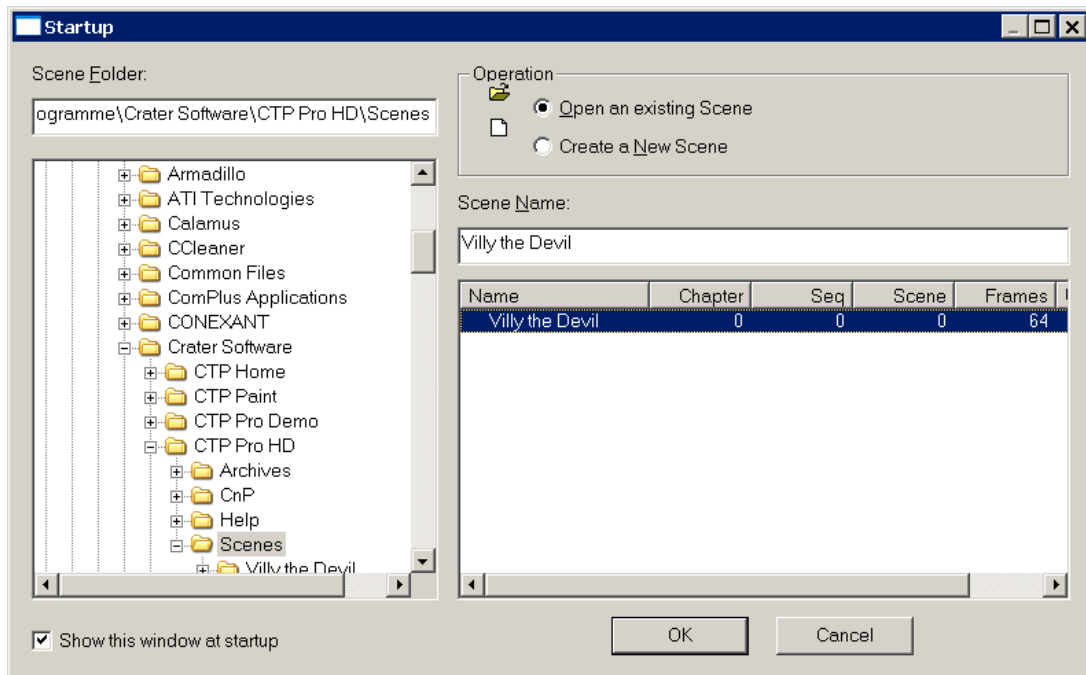 Startup
Scene Folder:
ogramme\Crater Software\CTP Pro HD\Scenes
Armadillo
ATI Technologies
Calamus
CCleaner
Common Files
ComPlus Applications
CONEXANT
Crater Software
CTP Home
CTP Paint
CTP Pro Demo
CTP Pro HD
Archives
CnP
Help
Scenes
Villy the Devil
Show this window at startup
Operation
Open an existing Scene
Create a New Scene
Scene Name:
Villy the Devil
Name Chapter Seq Scene Frames
Villy the Devil 0 0 0 64
OK Cancel